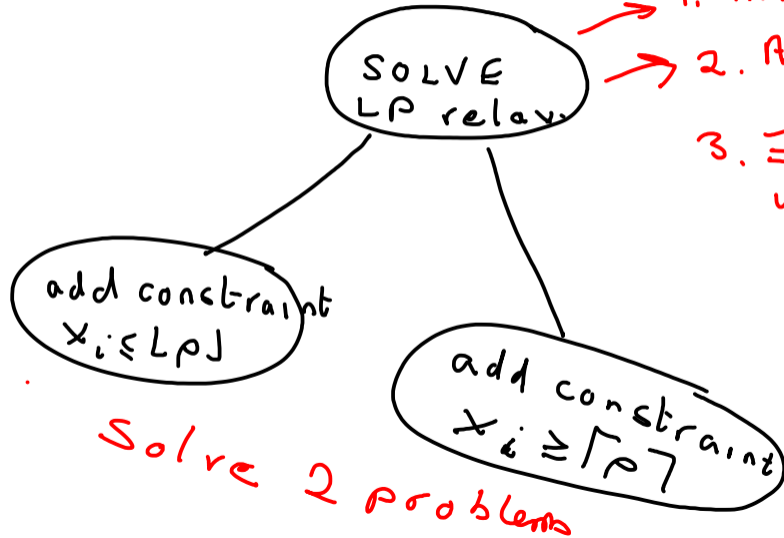 SOLVE
LP relax.
2.
3.
add constraint
xᵢ ≤ ⌊ρ⌋
add constraint
xᵢ ≥ ⌈ρ⌉
Solve 2 problems